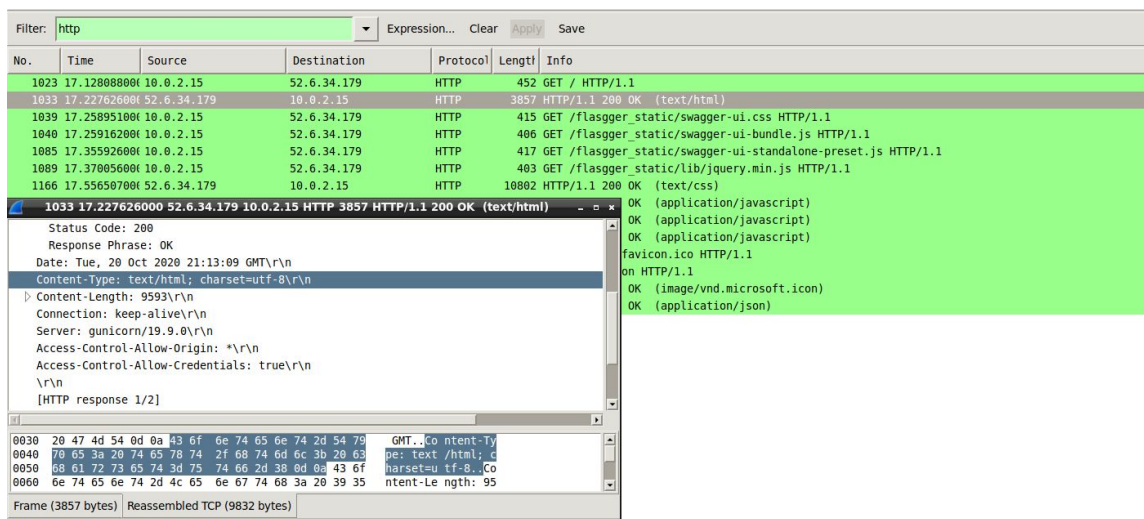 Filter: http Expression... Clear Apply Save
No. Time Source Destination Protocol Length Info
1023 17.128088000 10.0.2.15 52.6.34.179 HTTP 452 GET / HTTP/1.1
1033 17.227626000 52.6.34.179 10.0.2.15 HTTP 3857 HTTP/1.1 200 OK (text/html)
1039 17.258951000 10.0.2.15 52.6.34.179 HTTP 415 GET /flasgger_static/swagger-ui.css HTTP/1.1
1040 17.259162000 10.0.2.15 52.6.34.179 HTTP 406 GET /flasgger_static/swagger-ui-bundle.js HTTP/1.1
1085 17.355926000 10.0.2.15 52.6.34.179 HTTP 417 GET /flasgger_static/swagger-ui-standalone-preset.js HTTP/1.1
1089 17.370056000 10.0.2.15 52.6.34.179 HTTP 403 GET /flasgger_static/lib/jquery.min.js HTTP/1.1
1166 17.556507000 52.6.34.179 10.0.2.15 HTTP 10802 HTTP/1.1 200 OK (text/css)
OK (application/javascript)
OK (application/javascript)
OK (application/javascript)
favicon.ico HTTP/1.1
on HTTP/1.1
OK (image/vnd.microsoft.icon)
OK (application/json)
1033 17.227626000 52.6.34.179 10.0.2.15 HTTP 3857 HTTP/1.1 200 OK (text/html)
Status Code: 200
Response Phrase: OK
Date: Tue, 20 Oct 2020 21:13:09 GMT\r\n
Content-Type: text/html; charset=utf-8\r\n
Content-Length: 9593\r\n
Connection: keep-alive\r\n
Server: gunicorn/19.9.0\r\n
Access-Control-Allow-Origin: *\r\n
Access-Control-Allow-Credentials: true\r\n
\r\n
[HTTP response 1/2]
0030 20 47 4d 54 0d 0a 43 6f 6e 74 65 6e 74 2d 54 79 GMT..Co ntent-Ty
0040 70 65 3a 20 74 65 78 74 2f 68 74 6d 6c 3b 20 63 pe: text /html; c
0050 68 61 72 73 65 74 3d 75 74 66 2d 38 0d 0a 43 6f harset=u tf-8..Co
0060 6e 74 65 6e 74 2d 4c 65 6e 67 74 68 3a 20 39 35 ntent-Le ngth: 95
Frame (3857 bytes) Reassembled TCP (9832 bytes)